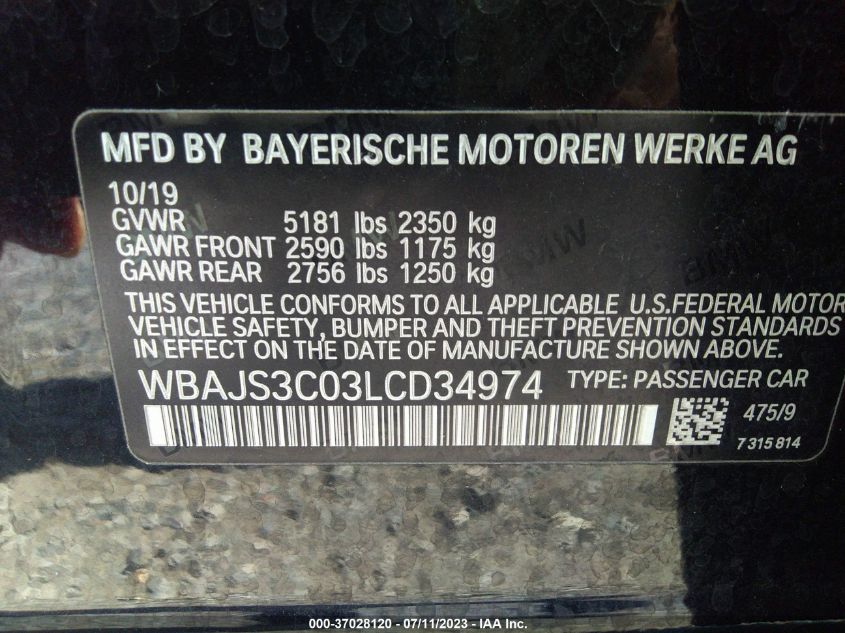 MFD BY BAYERISCHE MOTOREN WERKE AG
10/19
GVWR 5181 lbs 2350 kg
GAWR FRONT 2590 lbs 1175 kg
GAWR REAR 2756 lbs 1250 kg
THIS VEHICLE CONFORMS TO ALL APPLICABLE U.S.FEDERAL MOTOR
VEHICLE SAFETY, BUMPER AND THEFT PREVENTION STANDARDS
IN EFFECT ON THE DATE OF MANUFACTURE SHOWN ABOVE.
WBAJS3C03LCD34974 TYPE: PASSENGER CAR
475/9
7315814
000-37028120 - 07/11/2023 - IAA Inc.